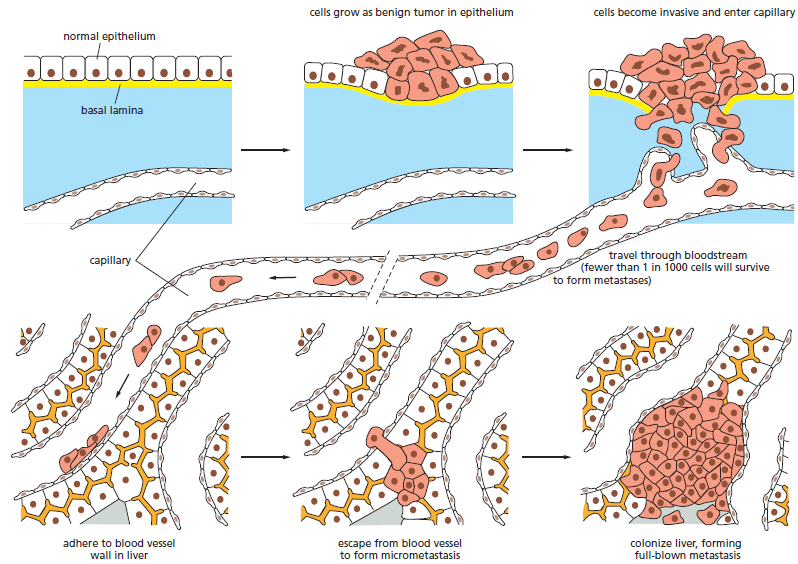 cells grow as benign tumor in epithelium
cells become invasive and enter capillary
normal epithelium
basal lamina
capillary
travel through bloodstream
(fewer than 1 in 1000 cells will survive
to form metastases)
adhere to blood vessel
wall in liver
escape from blood vessel
to form micrometastasis
colonize liver, forming
full-blown metastasis